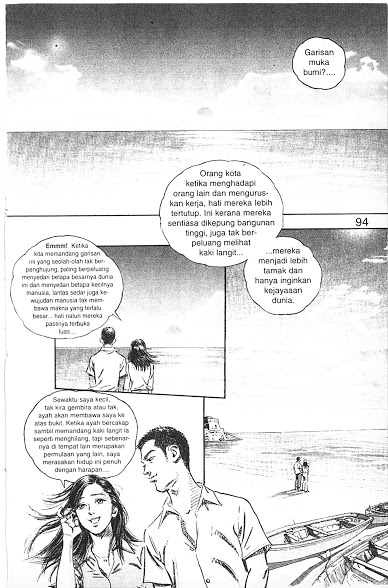 Garisan
muka
bumi?....
Orang kota
ketika menghadapi
orang lain dan mengurus-
kan kerja, hati mereka lebih
tertutup. Ini kerana mereka
sentiasa dikepung bangunan
tinggi, juga tak ber-
peluang melihat
kaki langit...
94
...mereka
menjadi lebih
tamak dan
hanya inginkan
kejayaaan
dunia.
Emmm! Ketika
kita memandang garisan
ini yang seolah-olah tak ber-
penghujung, paling berpeluang
menyedari betapa besarnya dunia
ini dan menyedari betapa kecilnya
manusia, lantas sedar juga ke-
wujudan manusia tak mem-
bawa makna yang terlalu
besar... hati naluri mereka
pastinya terbuka
luas....
Sewaktu saya kecil,
tak kira gembira atau tak,
ayah akan membawa saya ke
atas bukit. Ketika ayah bercakap
sambil memandang kaki langit ia
seperti menghilang, tapi sebenar-
nya di tempat lain merupakan
permulaan yang lain, saya
merasakan hidup ini penuh
dengan harapan....